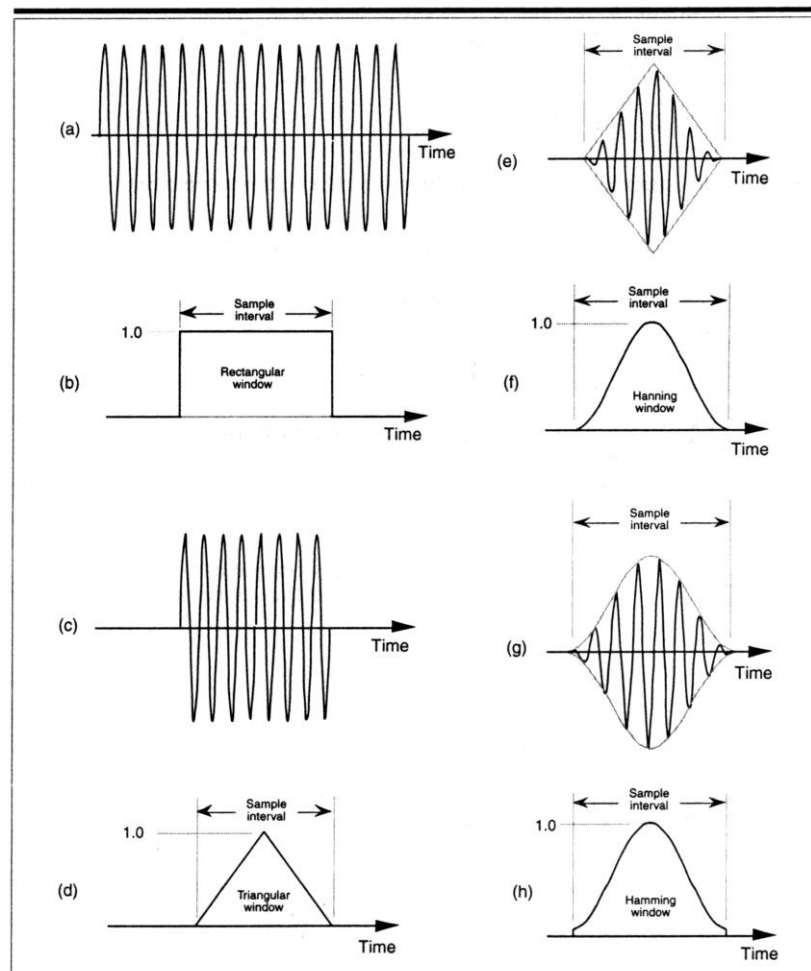 (a)
Time
Sample
interval
1.0
(b)
Rectangular
window
Time
(c)
Time
Sample
interval
1.0
(d)
Triangular
window
Time
Sample
interval
(e)
Time
Sample
interval
1.0
(f)
Hanning
window
Time
Sample
interval
(g)
Time
Sample
interval
1.0
(h)
Hamming
window
Time